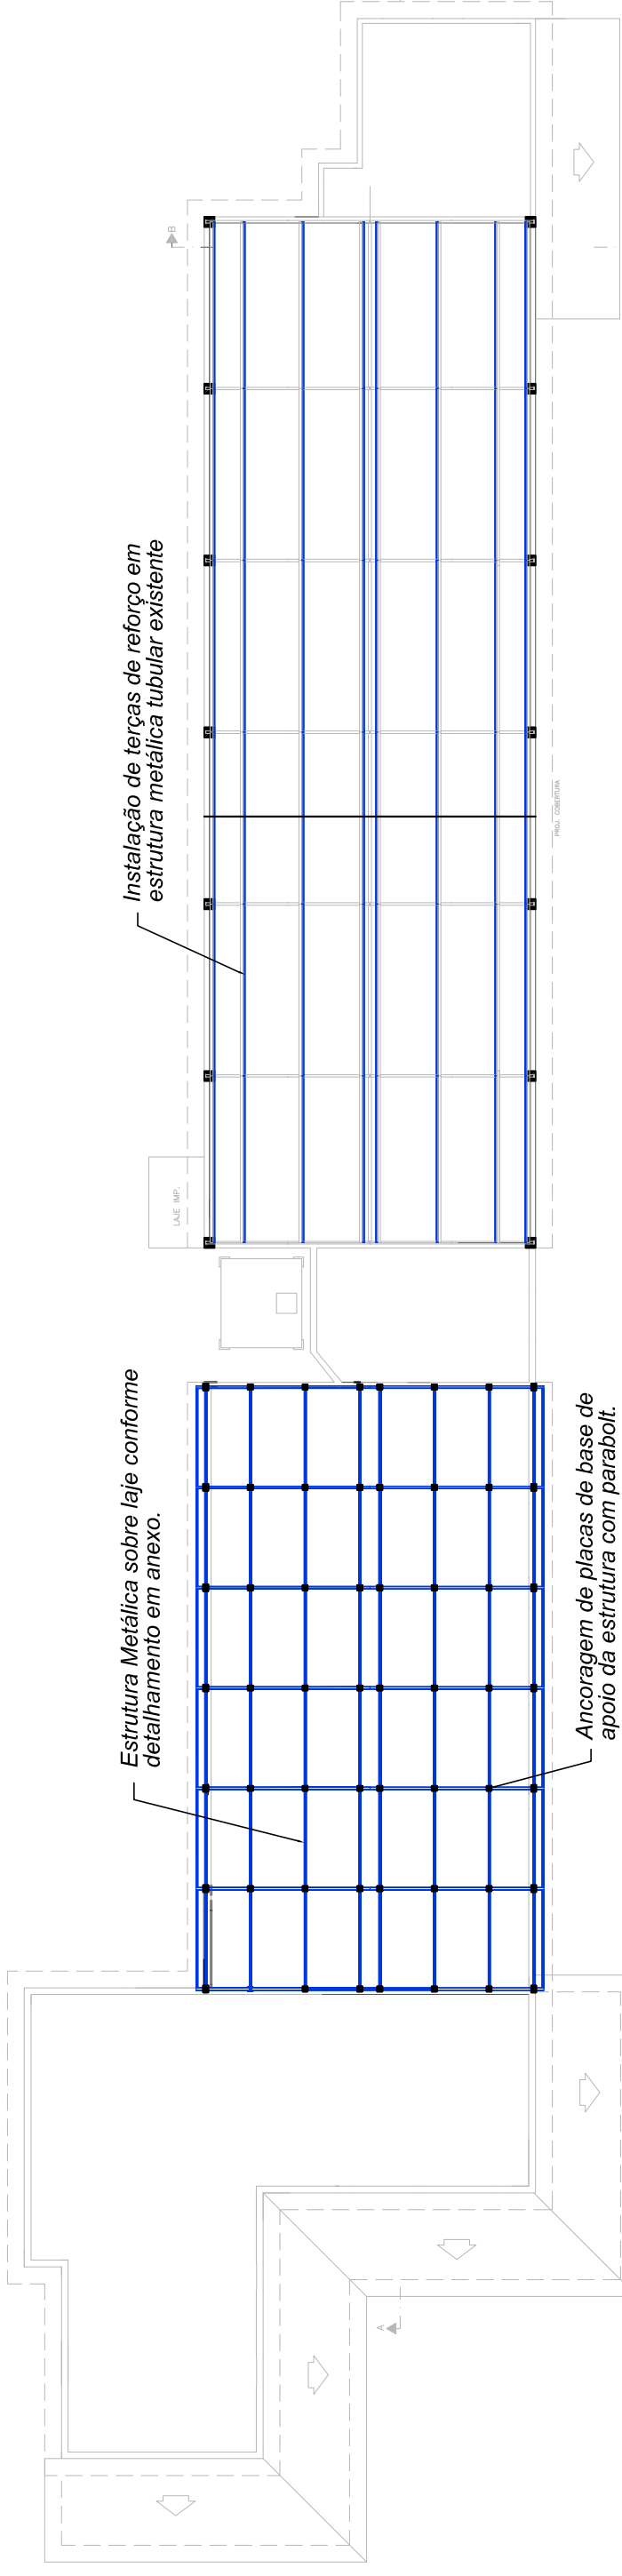 Estrutura Metálica sobre laje conforme
detalhamento em anexo.
Instalação de terças de reforço em
estrutura metálica tubular existente
B
LAJE IMP.
A
Ancoragem de placas de base de
apoio da estrutura com parabolt.
PROJ. COBERTURA